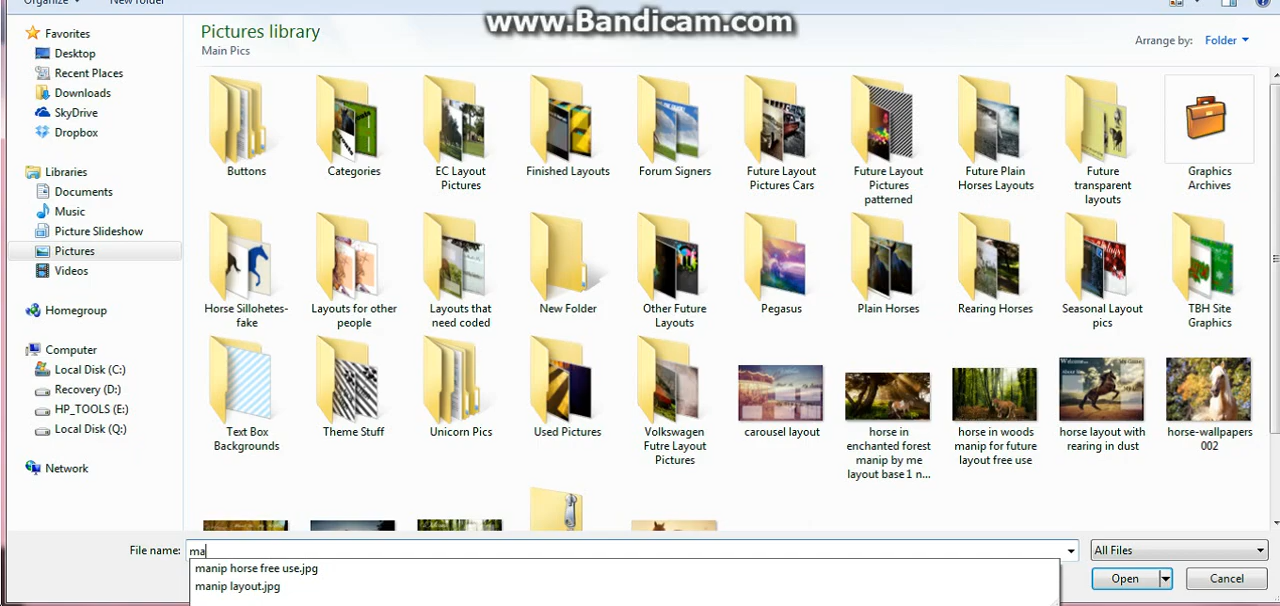 Organize
New folder
www.Bandicam.com
Favorites
Desktop
Recent Places
Downloads
SkyDrive
Dropbox
Libraries
Documents
Music
Picture Slideshow
Pictures
Videos
Homegroup
Computer
Local Disk (C:)
Recovery (D:)
HP_TOOLS (E:)
Local Disk (Q:)
Network
Pictures library
Main Pics
Arrange by:
Folder
Buttons
Categories
EC Layout
Pictures
Finished Layouts
Forum Signers
Future Layout
Pictures Cars
Future Layout
Pictures
patterned
Future Plain
Horses Layouts
Future
transparent
layouts
Graphics
Archives
Horse Sillohetes-
fake
Layouts for other
people
Layouts that
need coded
New Folder
Other Future
Layouts
Pegasus
Plain Horses
Rearing Horses
Seasonal Layout
pics
TBH Site
Graphics
Text Box
Backgrounds
Theme Stuff
Unicorn Pics
Used Pictures
Volkswagen
Futre Layout
Pictures
carousel layout
horse in
enchanted forest
manip by me
layout base 1 n...
horse in woods
manip for future
layout free use
horse layout with
rearing in dust
horse-wallpapers
002
File name:
ma
All Files
manip horse free use.jpg
manip layout.jpg
Open
Cancel